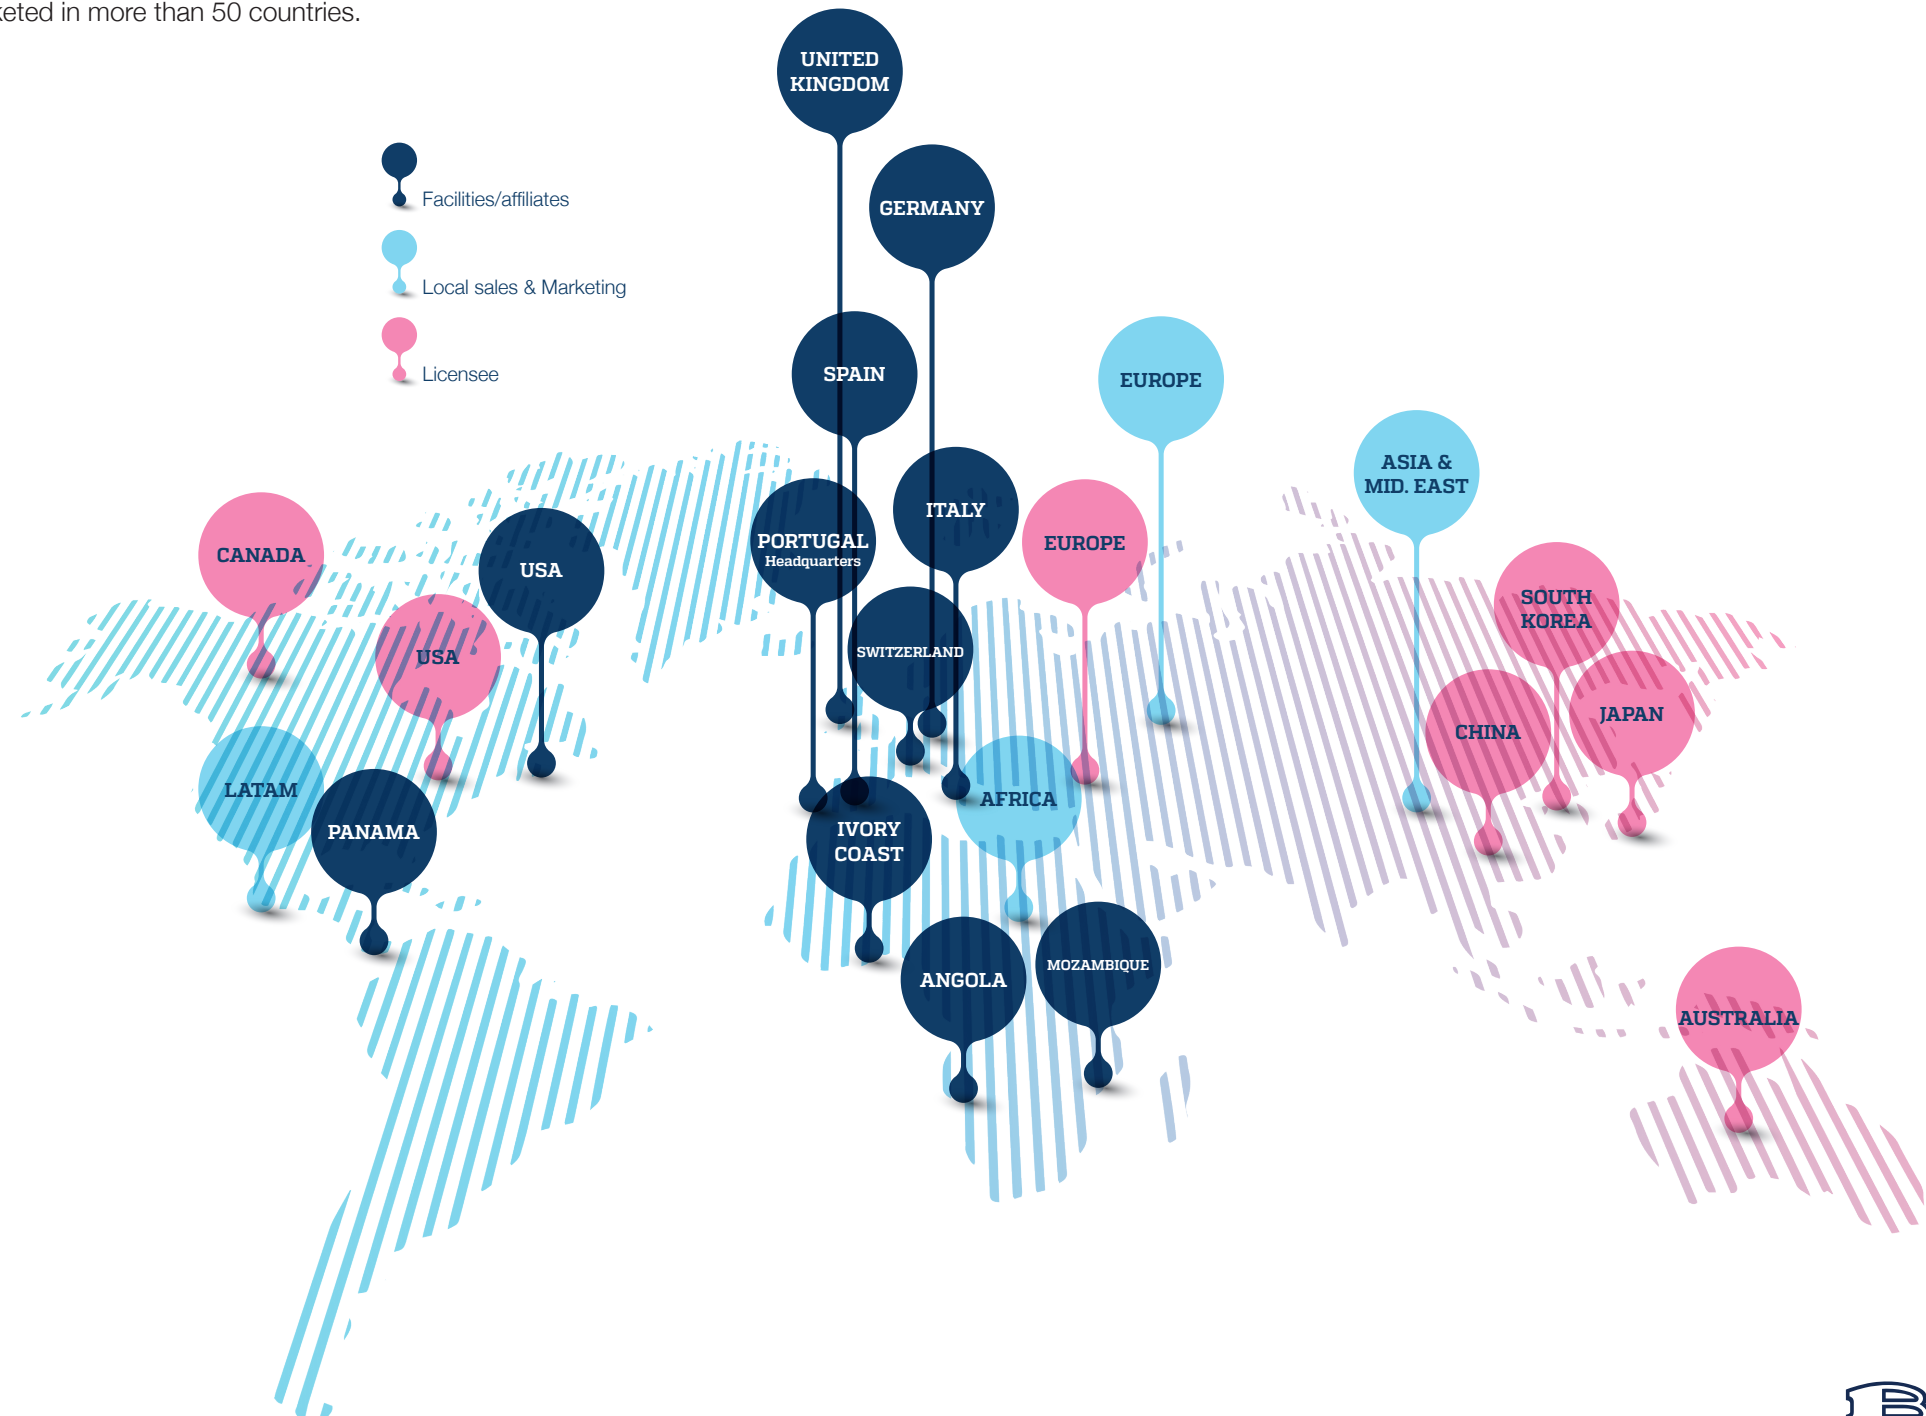 keted in more than 50 countries.
UNITED
KINGDOM
GERMANY
Facilities/affiliates
Local sales & Marketing
Licensee
SPAIN
EUROPE
ASIA &
MID. EAST
ITALY
PORTUGAL
Headquarters
EUROPE
CANADA
USA
SOUTH
KOREA
USA
SWITZERLAND
JAPAN
CHINA
LATAM
AFRICA
PANAMA
IVORY
COAST
ANGOLA
MOZAMBIQUE
AUSTRALIA
B